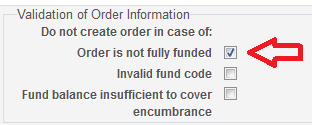 Validation of Order Information
Do not create order in case of:
Order is not fully funded
Invalid fund code
Fund balance insufficient to cover
encumbrance